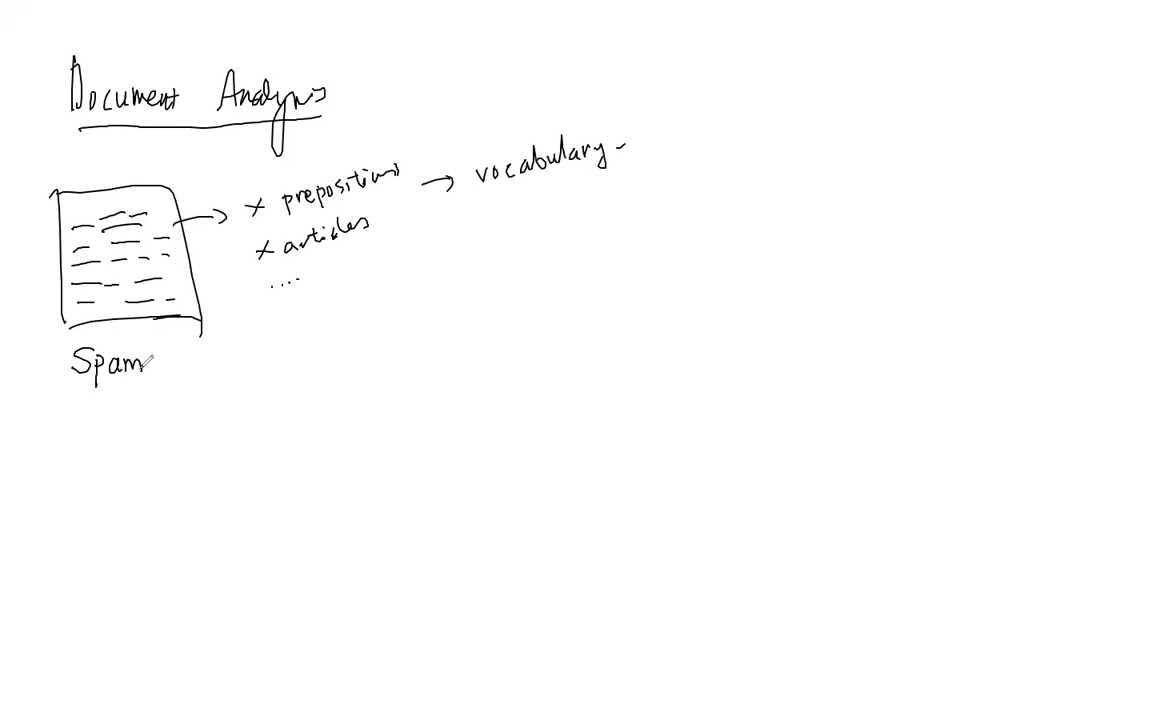 Document Analysis
x prepositions → vocabulary -
x articles
....
Spam